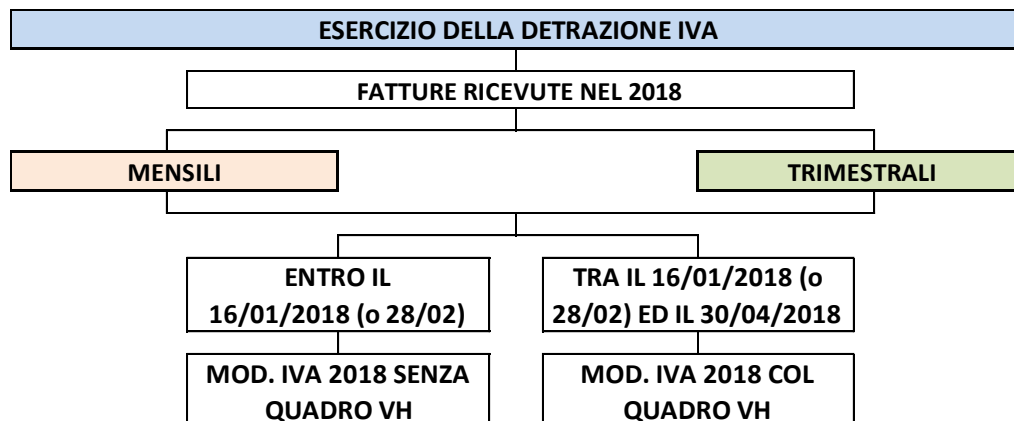 ESERCIZIO DELLA DETRAZIONE IVA
FATTURE RICEVUTE NEL 2018
MENSILI
TRIMESTRALI
ENTRO IL
16/01/2018 (o 28/02)
TRA IL 16/01/2018 (o
28/02) ED IL 30/04/2018
MOD. IVA 2018 SENZA
QUADRO VH
MOD. IVA 2018 COL
QUADRO VH